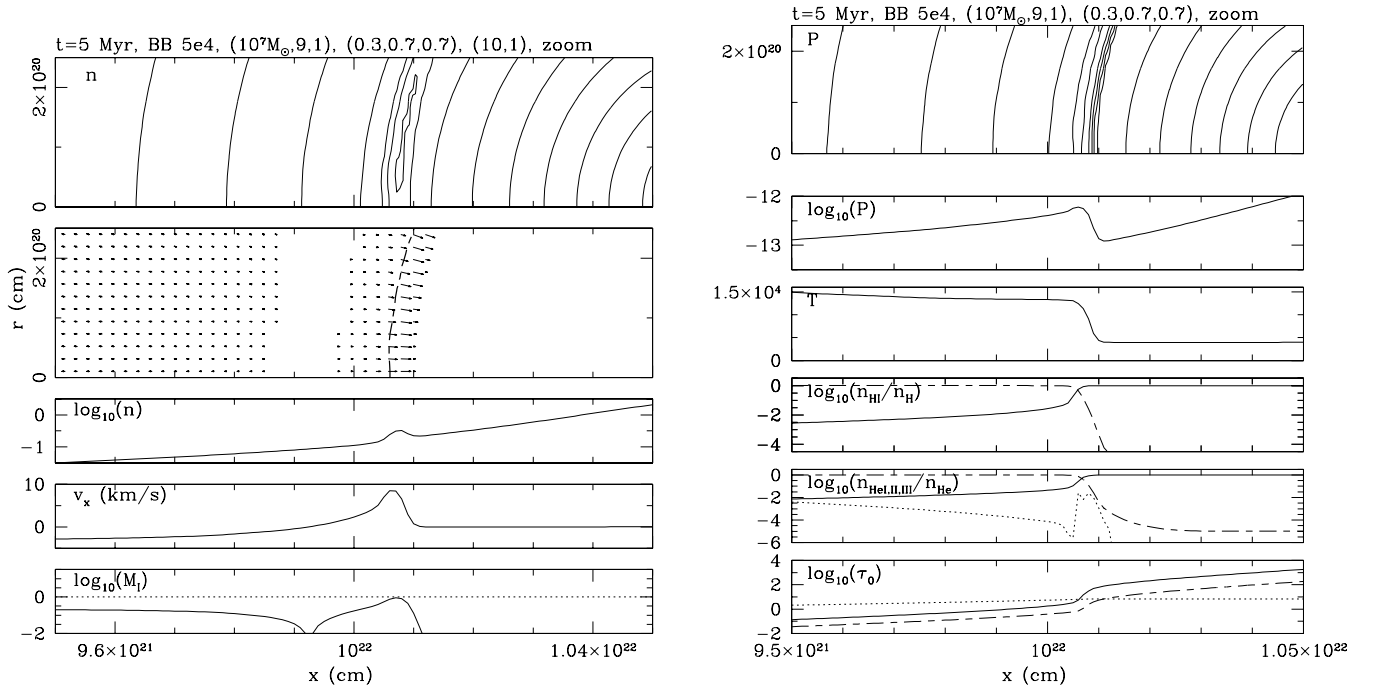 t=5 Myr, BB 5e4, (10⁷M☉,9,1), (0.3,0.7,0.7), (10,1), zoom
n
2×10²⁰
0
r (cm)
2×10²⁰
0
log₁₀(n)
0
−1
vₓ (km/s)
10
0
log₁₀(M_I)
0
−2
9.6×10²¹
10²²
1.04×10²²
x (cm)
t=5 Myr, BB 5e4, (10⁷M☉,9,1), (0.3,0.7,0.7), zoom
P
2×10²⁰
0
log₁₀(P)
−12
−13
T
1.5×10⁴
0
log₁₀(n_HI/n_H)
0
−2
−4
log₁₀(n_HeI,II,III/n_He)
0
−2
−4
−6
log₁₀(τ₀)
4
2
0
−2
9.5×10²¹
10²²
1.05×10²²
x (cm)